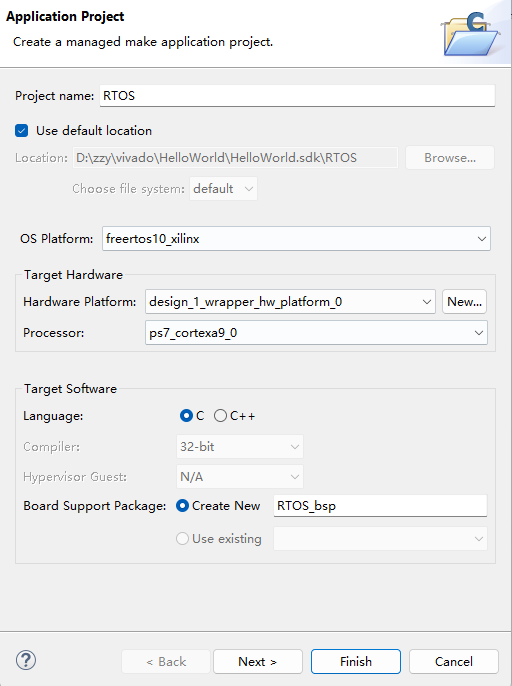 Application Project
Create a managed make application project.
Project name: RTOS
Use default location
Location: D:\zzy\vivado\HelloWorld\HelloWorld.sdk\RTOS Browse...
Choose file system: default
OS Platform: freertos10_xilinx
Target Hardware
Hardware Platform: design_1_wrapper_hw_platform_0 New...
Processor: ps7_cortexa9_0
Target Software
Language: C C++
Compiler: 32-bit
Hypervisor Guest: N/A
Board Support Package: Create New RTOS_bsp
Use existing
? < Back Next > Finish Cancel